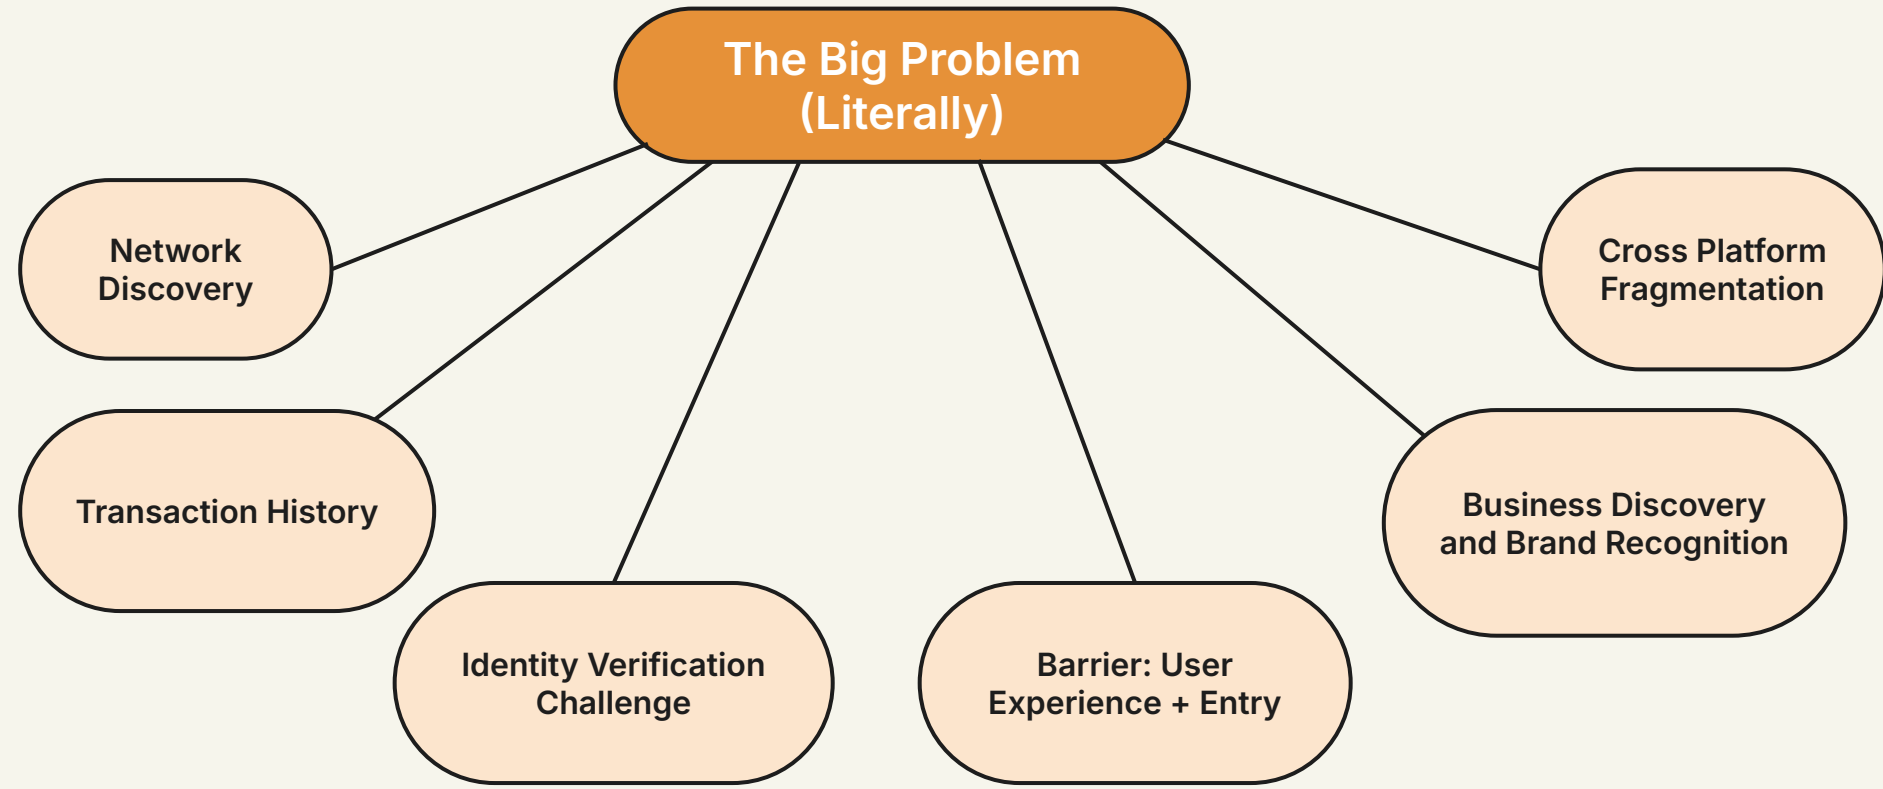 The Big Problem
(Literally)
Network
Discovery
Cross Platform
Fragmentation
Transaction History
Business Discovery
and Brand Recognition
Identity Verification
Challenge
Barrier: User
Experience + Entry